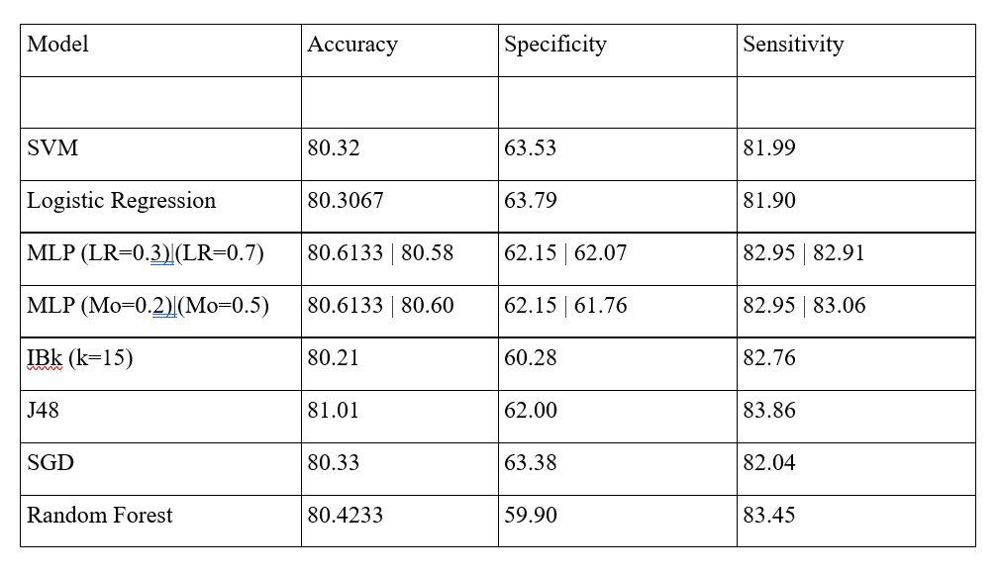 Model Accuracy Specificity Sensitivity
SVM 80.32 63.53 81.99
Logistic Regression 80.3067 63.79 81.90
MLP (LR=0.3)|(LR=0.7) 80.6133 | 80.58 62.15 | 62.07 82.95 | 82.91
MLP (Mo=0.2)|(Mo=0.5) 80.6133 | 80.60 62.15 | 61.76 82.95 | 83.06
IBk (k=15) 80.21 60.28 82.76
J48 81.01 62.00 83.86
SGD 80.33 63.38 82.04
Random Forest 80.4233 59.90 83.45